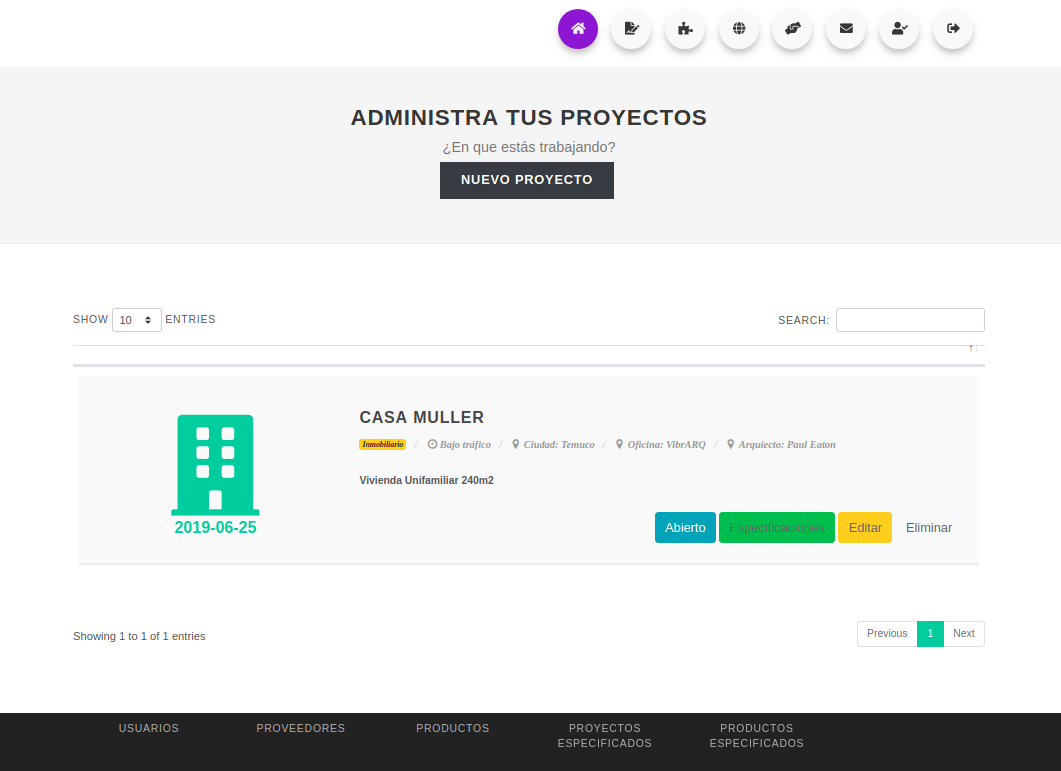 ADMINISTRA TUS PROYECTOS
¿En que estás trabajando?
NUEVO PROYECTO
SHOW 10 ENTRIES
SEARCH:
CASA MULLER
Inmobiliario / Bajo tráfico / Ciudad: Temuco / Oficina: VibrARQ / Arquiecto: Paul Eaton
Vivienda Unifamiliar 240m2
2019-06-25
Abierto Especificaciones Editar Eliminar
Showing 1 to 1 of 1 entries
Previous 1 Next
USUARIOS PROVEEDORES PRODUCTOS PROYECTOS PRODUCTOS
ESPECIFICADOS ESPECIFICADOS